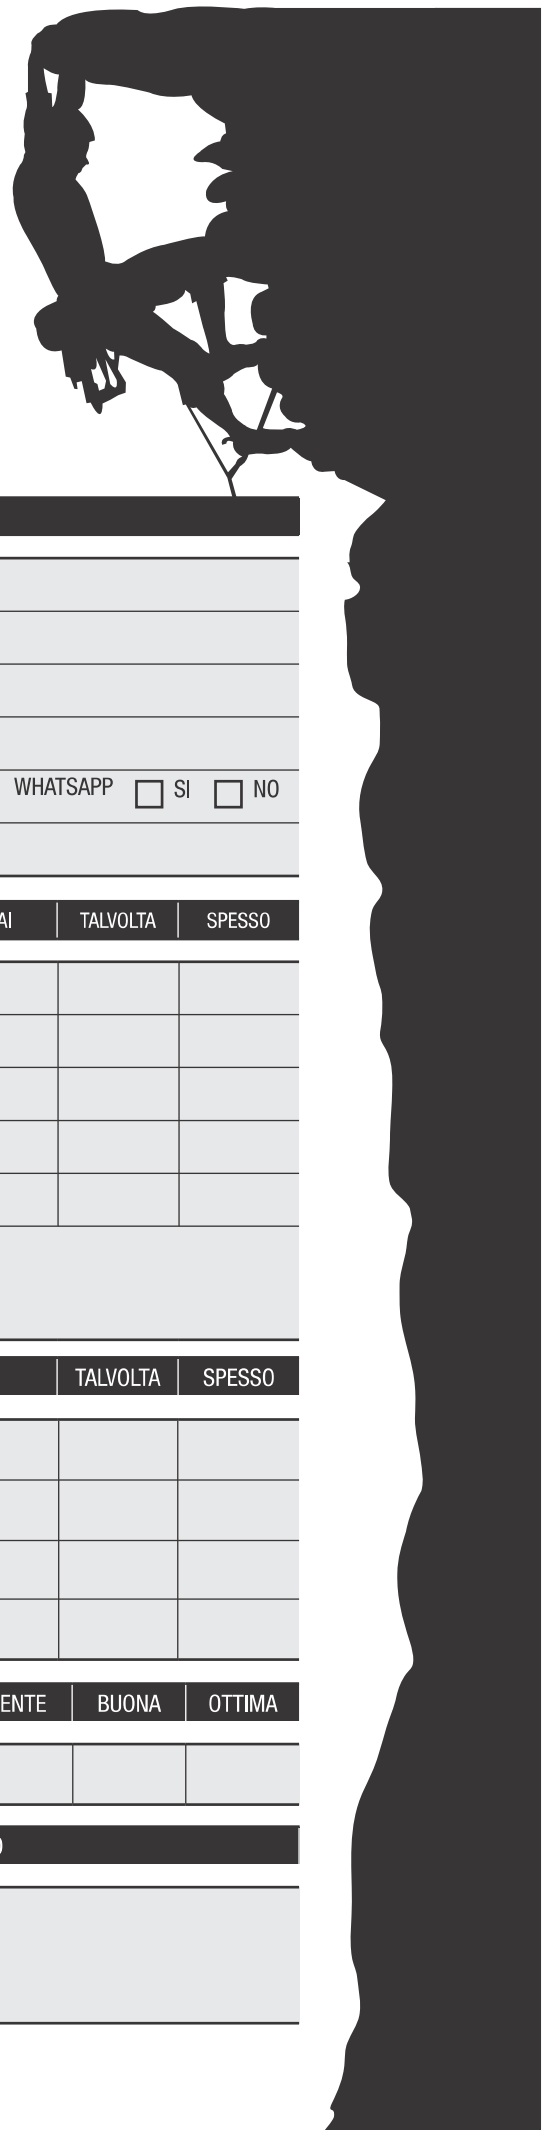 WHATSAPP SI NO
AI TALVOLTA SPESSO
TALVOLTA SPESSO
ENTE BUONA OTTIMA